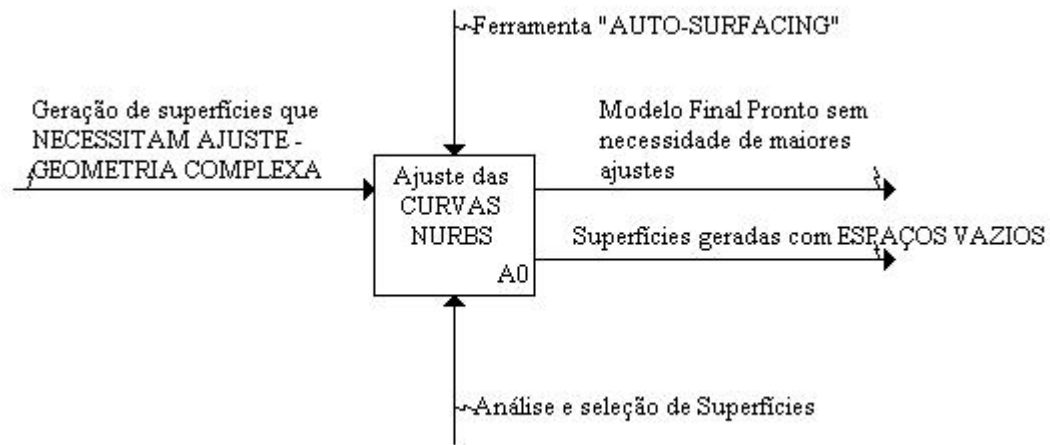 Ferramenta "AUTO-SURFACING"
Geração de superfícies que
NECESSITAM AJUSTE -
GEOMETRIA COMPLEXA
Ajuste das
CURVAS
NURBS
A0
Modelo Final Pronto sem
necessidade de maiores
ajustes
Superfícies geradas com ESPAÇOS VAZIOS
Análise e seleção de Superfícies